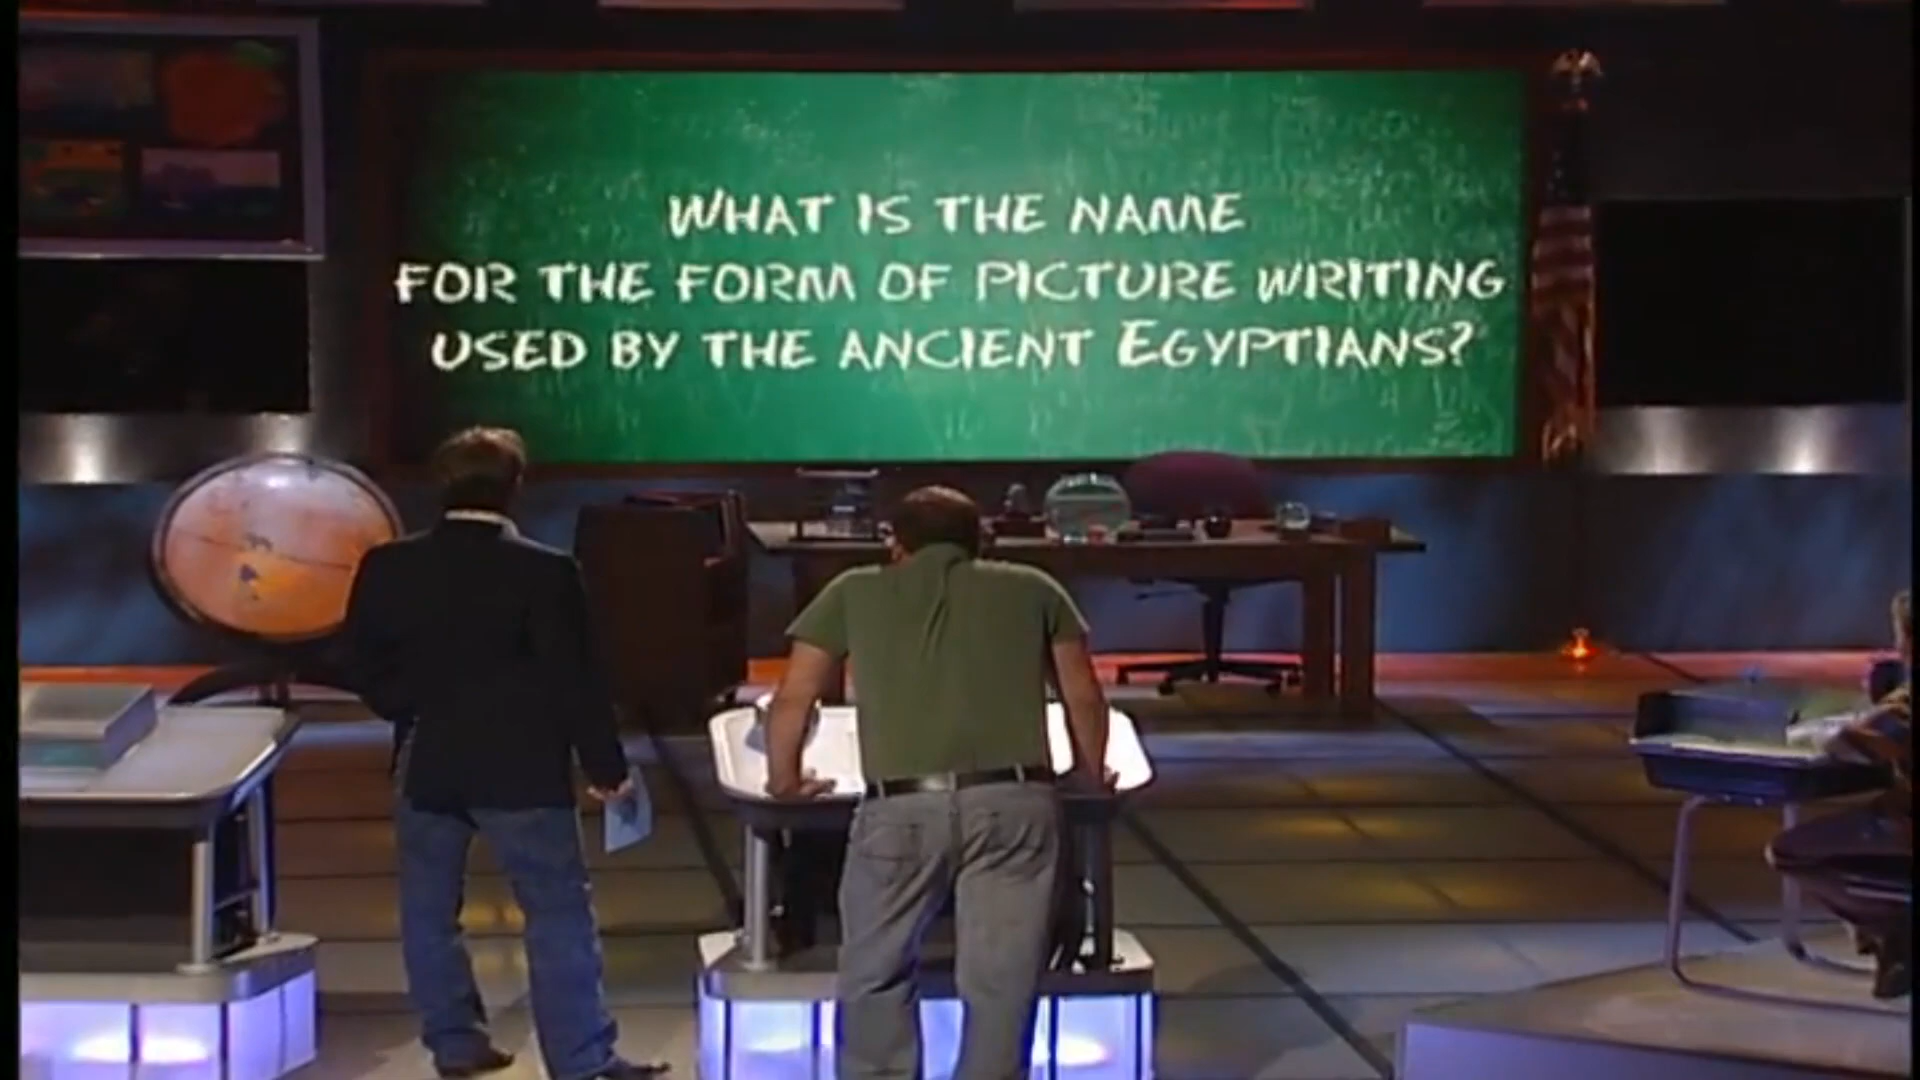 WHAT IS THE NAME
FOR THE FORM OF PICTURE WRITING
USED BY THE ANCIENT EGYPTIANS?